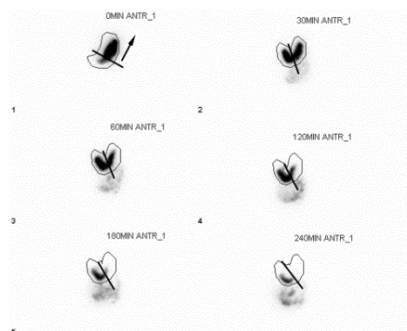 0MIN ANTR_1
30MIN ANTR_1
1
2
60MIN ANTR_1
120MIN ANTR_1
3
4
180MIN ANTR_1
240MIN ANTR_1